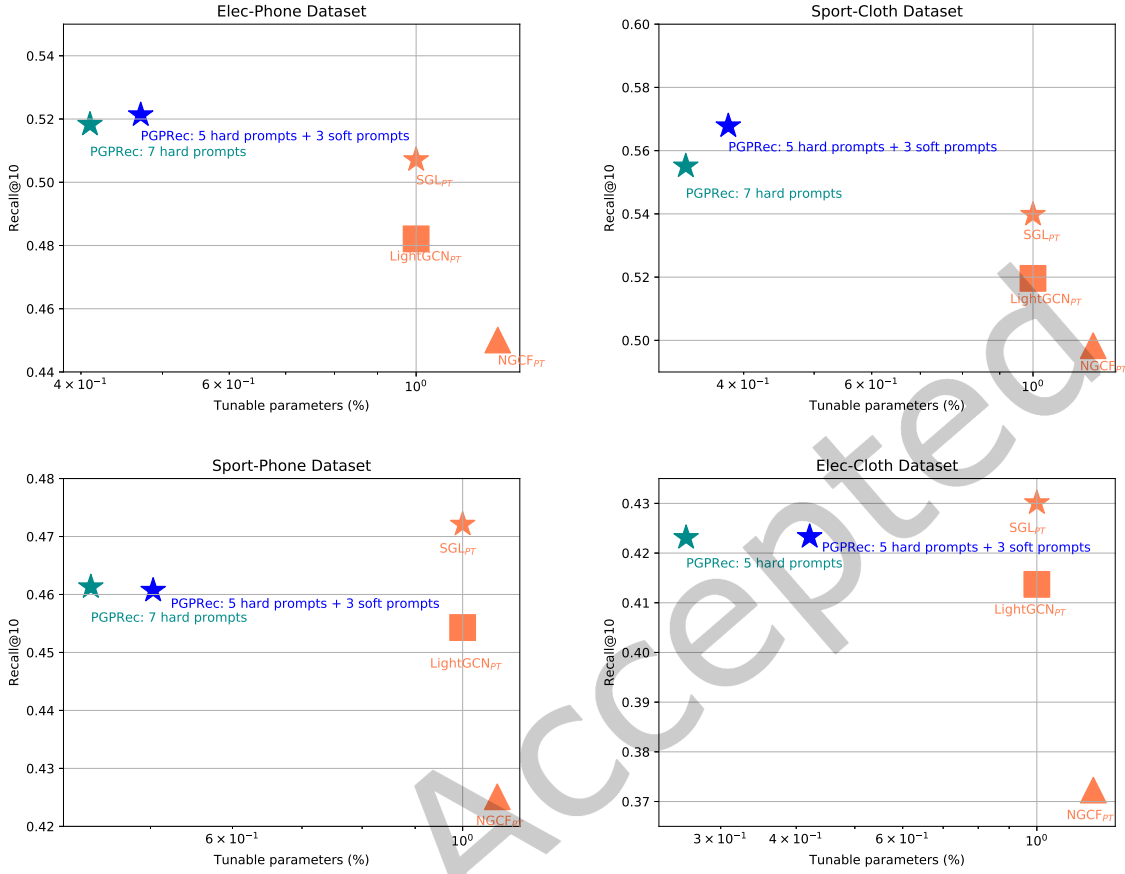 Elec-Phone Dataset
0.54
0.52
0.50
0.48
0.46
0.44
Recall@10
PGPRec: 5 hard prompts + 3 soft prompts
PGPRec: 7 hard prompts
SGL_PT
LightGCN_PT
NGCF_PT
4 × 10⁻¹
6 × 10⁻¹
10⁰
Tunable parameters (%)
Sport-Cloth Dataset
0.60
0.58
0.56
0.54
0.52
0.50
Recall@10
PGPRec: 5 hard prompts + 3 soft prompts
PGPRec: 7 hard prompts
SGL_PT
LightGCN_PT
NGCF_PT
4 × 10⁻¹
6 × 10⁻¹
10⁰
Tunable parameters (%)
Sport-Phone Dataset
0.48
0.47
0.46
0.45
0.44
0.43
0.42
Recall@10
SGL_PT
PGPRec: 5 hard prompts + 3 soft prompts
PGPRec: 7 hard prompts
LightGCN_PT
NGCF_PT
6 × 10⁻¹
10⁰
Tunable parameters (%)
Elec-Cloth Dataset
0.43
0.42
0.41
0.40
0.39
0.38
0.37
Recall@10
SGL_PT
PGPRec: 5 hard prompts + 3 soft prompts
PGPRec: 5 hard prompts
LightGCN_PT
NGCF_PT
3 × 10⁻¹
4 × 10⁻¹
6 × 10⁻¹
10⁰
Tunable parameters (%)
Accepted